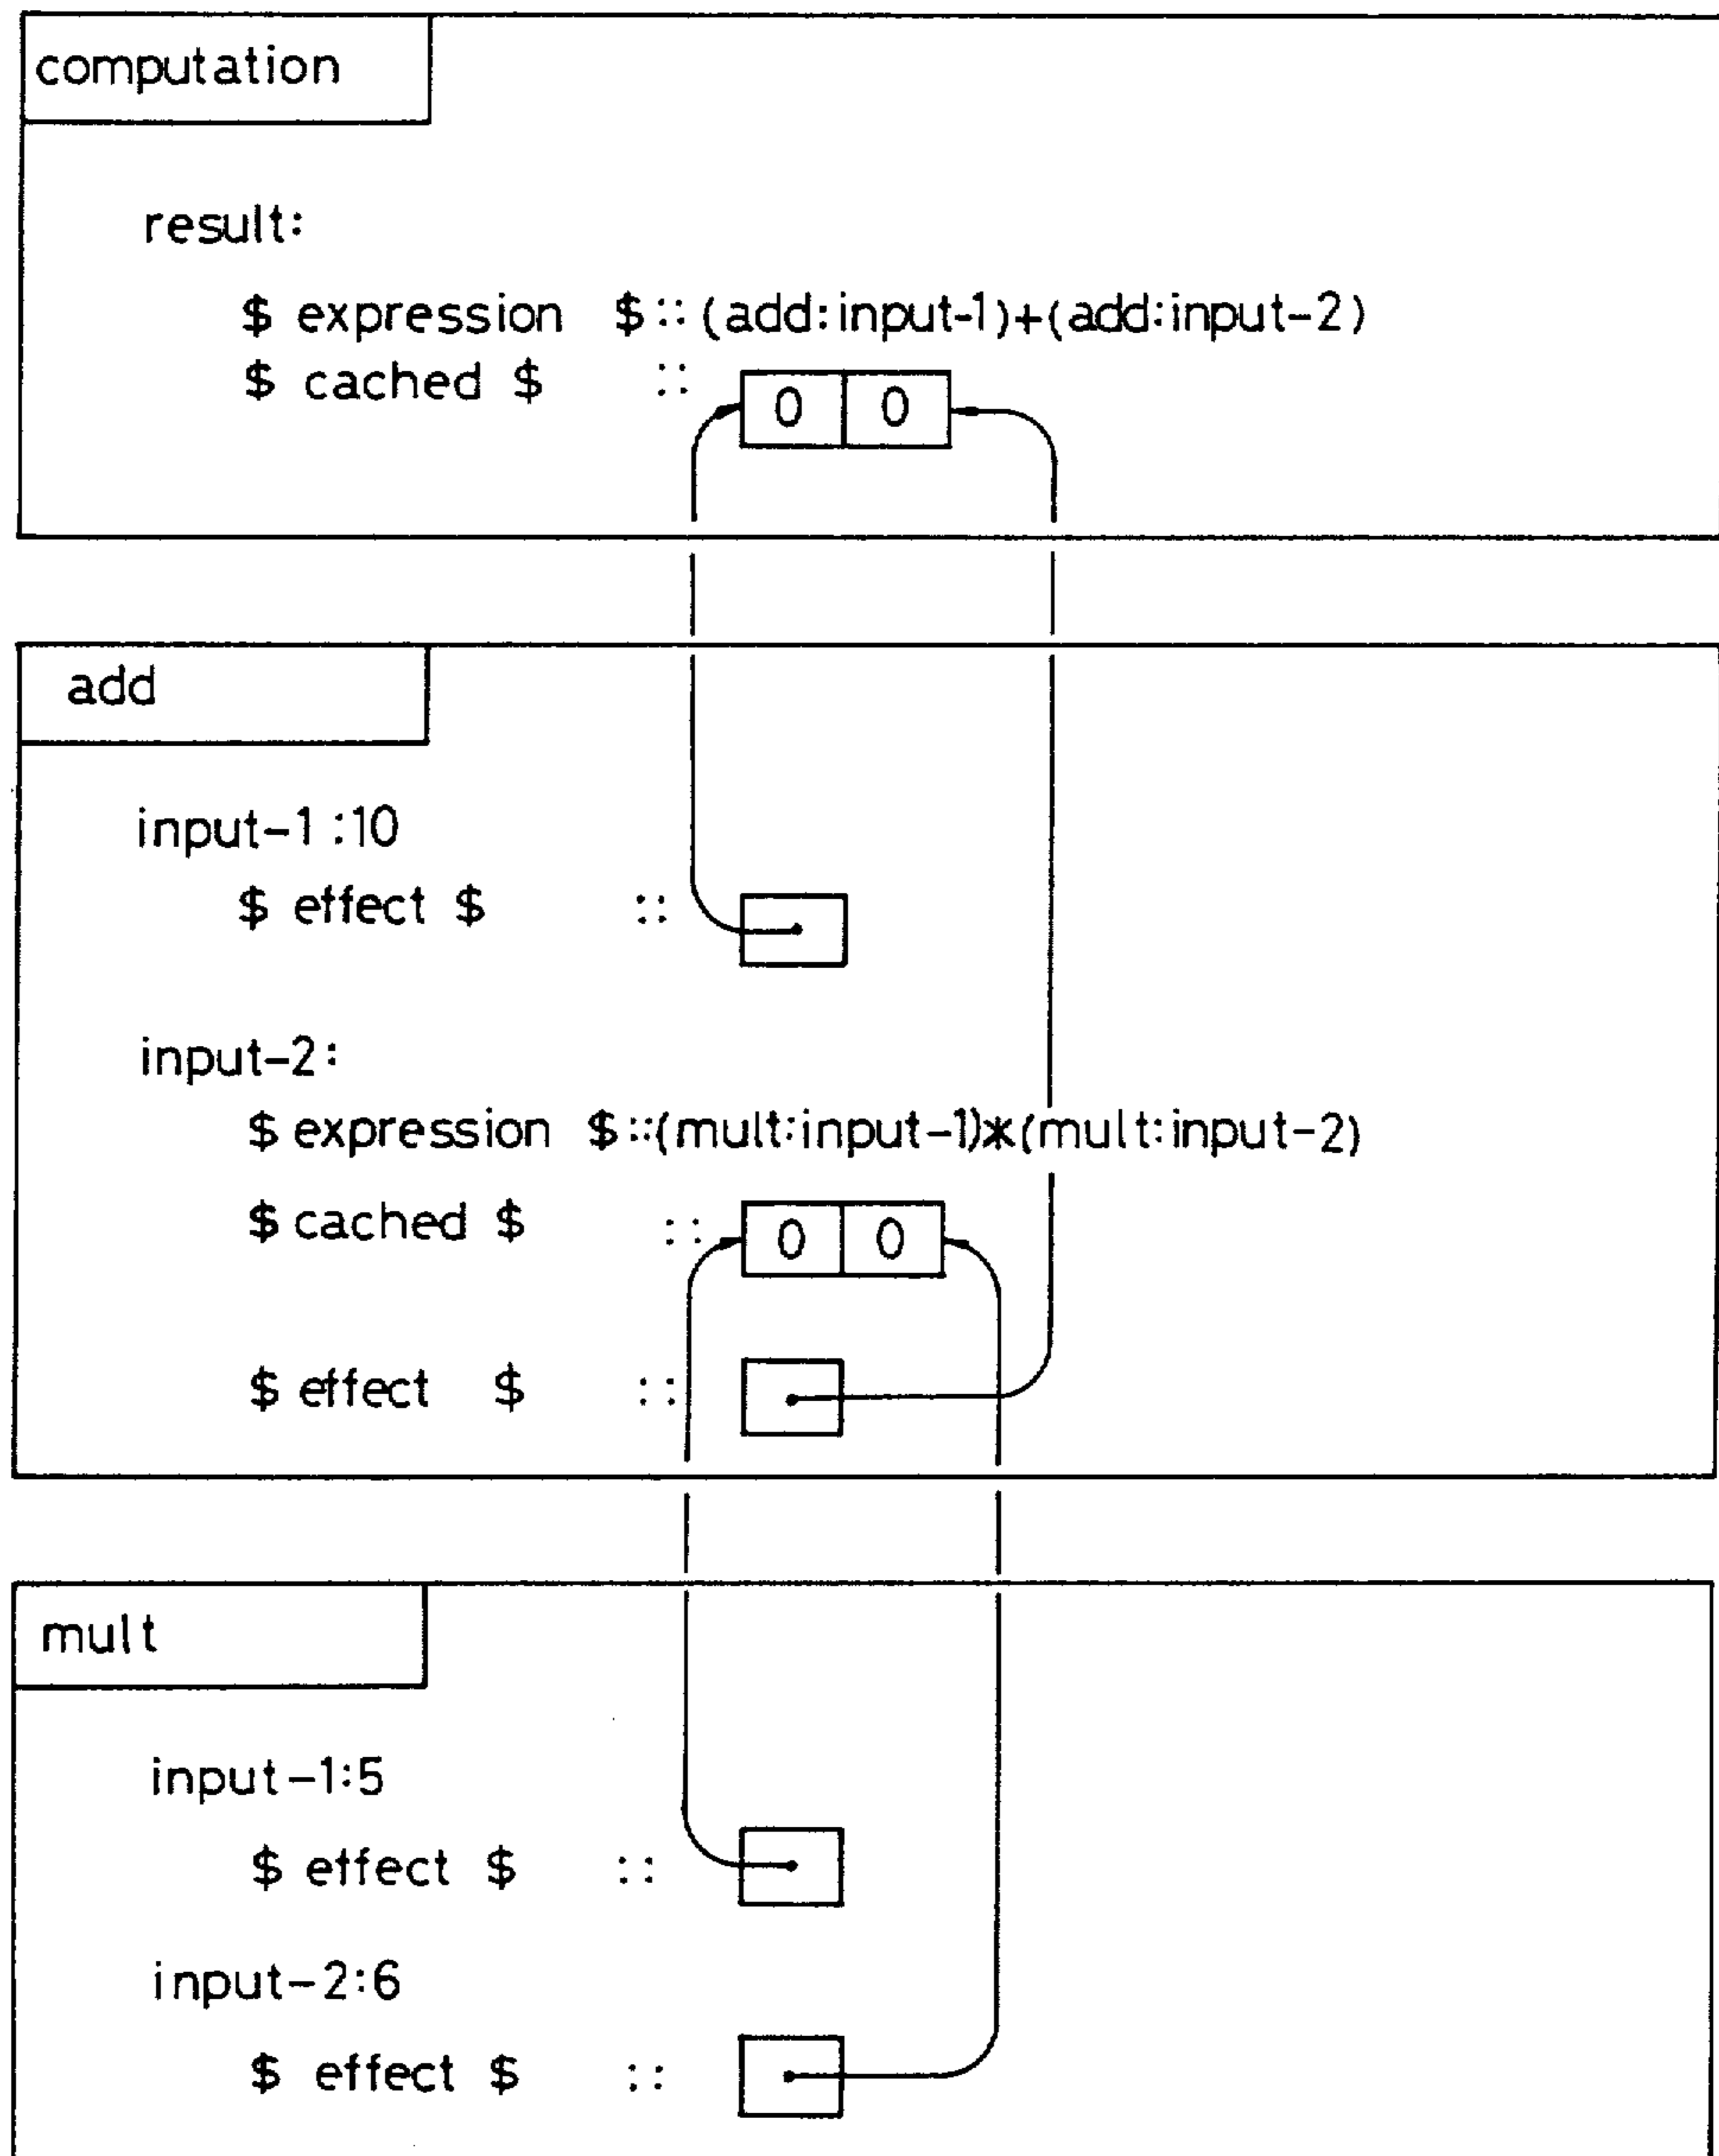 computation
result:
$ expression $::(add:input-1)+(add:input-2)
$ cached $ ::
0 0
add
input-1:10
$ effect $ ::
input-2:
$ expression $::(mult:input-1)*(mult:input-2)
$ cached $ ::
0 0
$ effect $ ::
mult
input-1:5
$ effect $ ::
input-2:6
$ effect $ ::